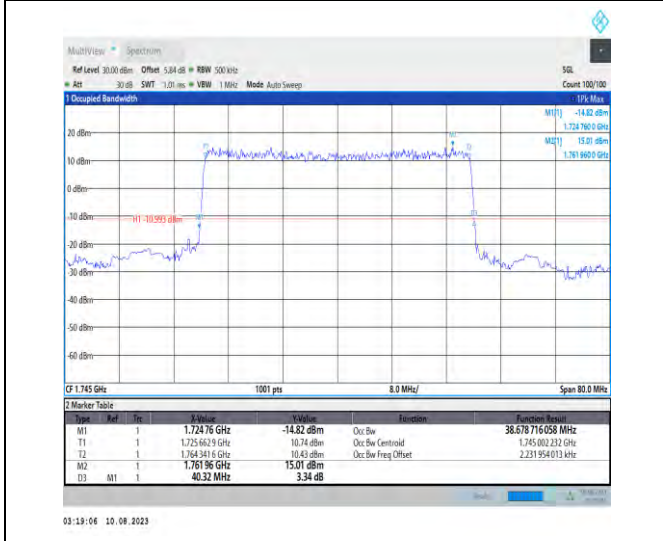 MultiView Spectrum
Ref Level 30.00 dBm Offset 5.84 dB RBW 500 kHz SGL
Att 30 dB SWT 1.01 ms VBW 1 MHz Mode Auto Sweep Count 100/100
1 Occupied Bandwidth 1Pk Max
M1[1] -14.82 dBm
1.724 760 0 GHz
M2[1] 15.01 dBm
1.761 960 0 GHz
20 dBm
T1 M2 T2
10 dBm
0 dBm
-10 dBm
H1 -10.993 dBm
M1 D3
-20 dBm
-30 dBm
-40 dBm
-50 dBm
-60 dBm
CF 1.745 GHz 1001 pts 8.0 MHz/ Span 80.0 MHz
2 Marker Table
Type Ref Trc X-Value Y-Value Function Function Result
M1 1 1.724 76 GHz -14.82 dBm Occ Bw 38.678 716 058 MHz
T1 1 1.725 662 9 GHz 10.74 dBm Occ Bw Centroid 1.745 002 232 GHz
T2 1 1.764 341 6 GHz 10.43 dBm Occ Bw Freq Offset 2.231 954 013 kHz
M2 1 1.761 96 GHz 15.01 dBm
D3 M1 1 40.32 MHz 3.34 dB
03:19:06 10.08.2023